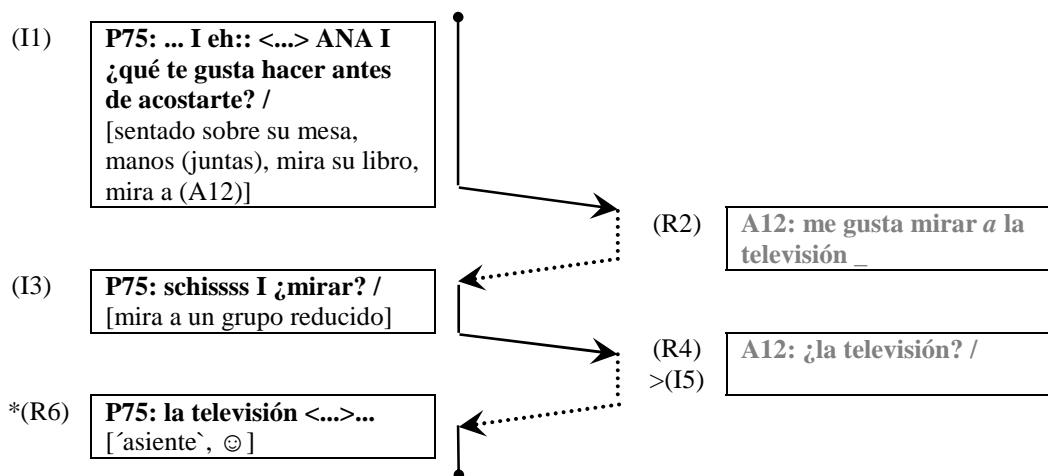 (I1)
P75: ... I eh:: <...> ANA I
¿qué te gusta hacer antes
de acostarte? /
[sentado sobre su mesa,
manos (juntas), mira su libro,
mira a (A12)]
(R2)
A12: me gusta mirar a la
televisión _
(I3)
P75: schissss I ¿mirar? /
[mira a un grupo reducido]
(R4)
>(I5)
A12: ¿la televisión? /
*(R6)
P75: la televisión <...>...
[´asiente`, ☺]